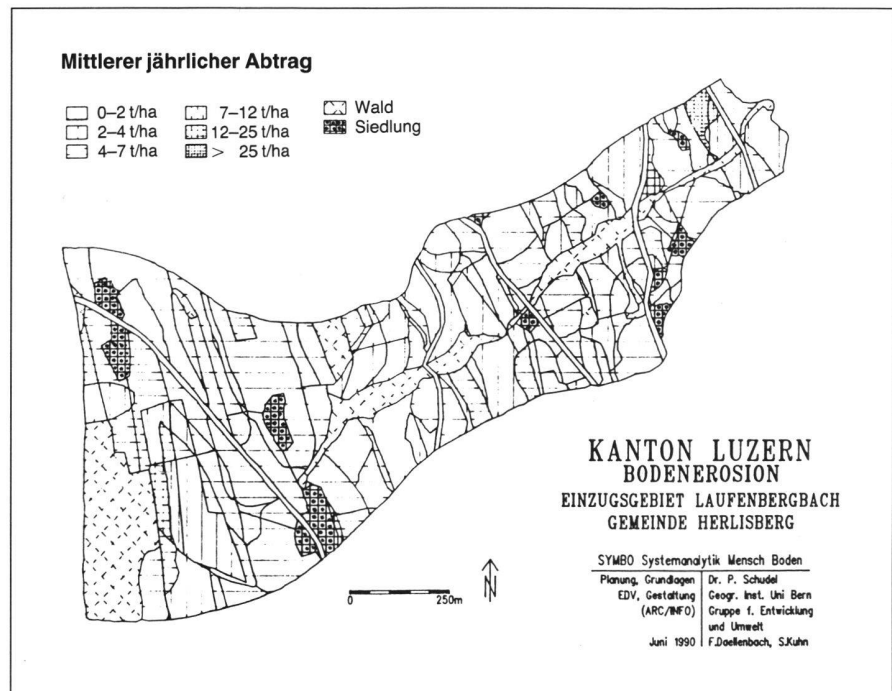 Mittlerer jährlicher Abtrag
0–2 t/ha
2–4 t/ha
4–7 t/ha
7–12 t/ha
12–25 t/ha
> 25 t/ha
Wald
Siedlung
KANTON LUZERN
BODENEROSION
EINZUGSGEBIET LAUFENBERGBACH
GEMEINDE HERLISBERG
0 250m
N
SYMBO Systemanalytik Mensch Boden
Planung, Grundlagen Dr. P. Schudel
EDV, Gestaltung Geogr. Inst. Uni Bern
(ARC/INFO) Gruppe f. Entwicklung
und Umwelt
Juni 1990 F.Doellenbach, S.Kuhn